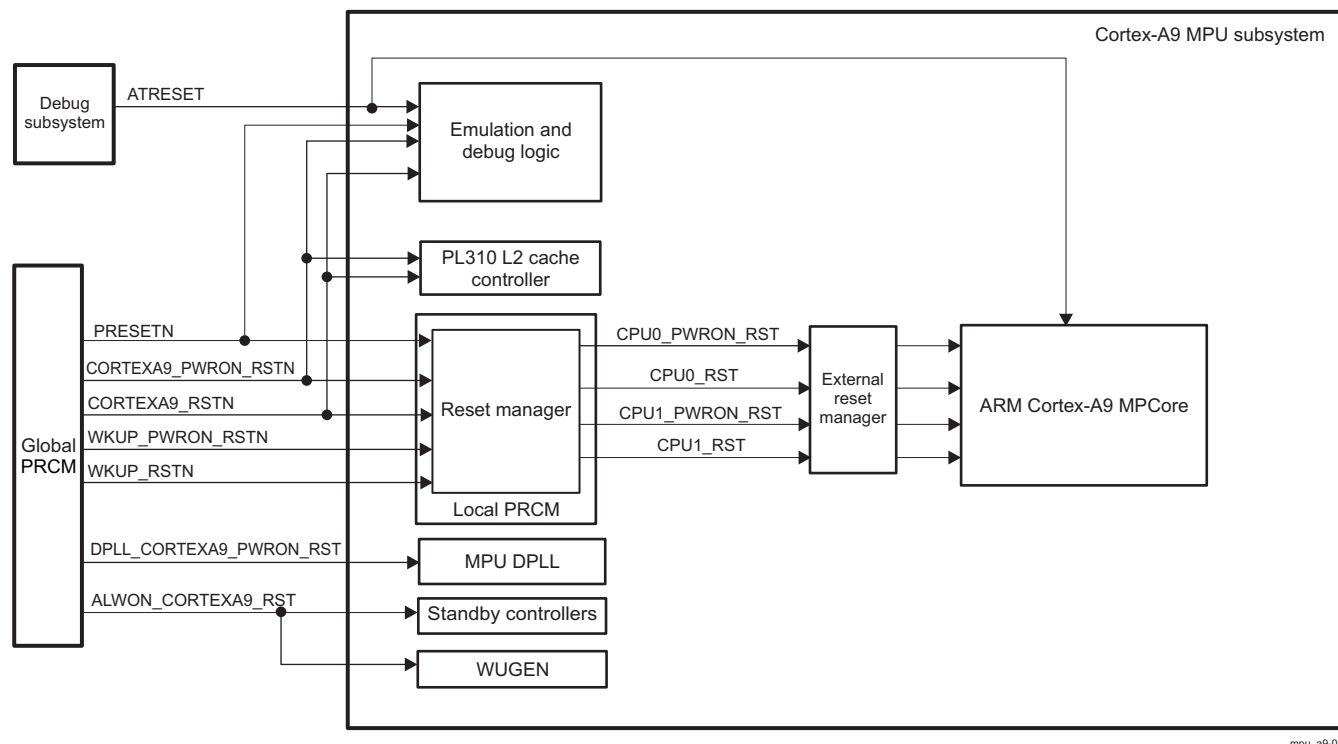 Cortex-A9 MPU subsystem
Debug
subsystem
ATRESET
Emulation and
debug logic
PL310 L2 cache
controller
Global
PRCM
PRESETN
CORTEXA9_PWRON_RSTN
CORTEXA9_RSTN
WKUP_PWRON_RSTN
WKUP_RSTN
DPLL_CORTEXA9_PWRON_RST
ALWON_CORTEXA9_RST
Reset manager
Local PRCM
CPU0_PWRON_RST
CPU0_RST
CPU1_PWRON_RST
CPU1_RST
External
reset
manager
ARM Cortex-A9 MPCore
MPU DPLL
Standby controllers
WUGEN